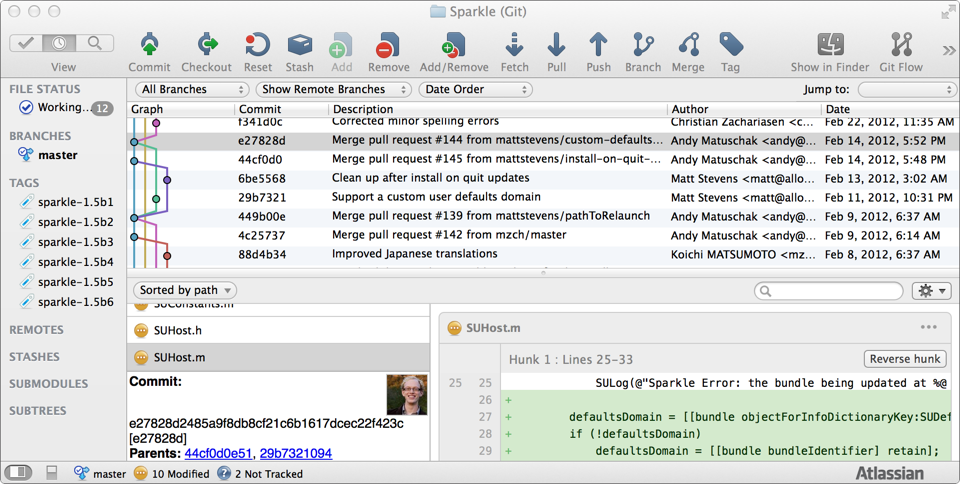 Sparkle (Git)
View Commit Checkout Reset Stash Add Remove Add/Remove Fetch Pull Push Branch Merge Tag Show in Finder Git Flow
FILE STATUS
Working... 12
BRANCHES
master
TAGS
sparkle-1.5b1
sparkle-1.5b2
sparkle-1.5b3
sparkle-1.5b4
sparkle-1.5b5
sparkle-1.5b6
REMOTES
STASHES
SUBMODULES
SUBTREES
All Branches Show Remote Branches Date Order Jump to:
Graph Commit Description Author Date
f341d0c Corrected minor spelling errors Christian Zachariasen <c... Feb 22, 2012, 11:35 AM
e27828d Merge pull request #144 from mattstevens/custom-defaults... Andy Matuschak <andy@... Feb 14, 2012, 5:52 PM
44cf0d0 Merge pull request #145 from mattstevens/install-on-quit-... Andy Matuschak <andy@... Feb 14, 2012, 5:48 PM
6be5568 Clean up after install on quit updates Matt Stevens <matt@allo... Feb 13, 2012, 3:02 AM
29b7321 Support a custom user defaults domain Matt Stevens <matt@allo... Feb 11, 2012, 10:31 PM
449b00e Merge pull request #139 from mattstevens/pathToRelaunch Andy Matuschak <andy@... Feb 9, 2012, 6:37 AM
4c25737 Merge pull request #142 from mzch/master Andy Matuschak <andy@... Feb 9, 2012, 6:14 AM
88d4b34 Improved Japanese translations Koichi MATSUMOTO <mz... Feb 8, 2012, 6:37 AM
Sorted by path
SUConstants.m
SUHost.h
SUHost.m
Commit:
e27828d2485a9f8db8cf21c6b1617dcec22f423c
[e27828d]
Parents: 44cf0d0e51, 29b7321094
SUHost.m
Hunk 1 : Lines 25-33 Reverse hunk
25 25 SULog(@"Sparkle Error: the bundle being updated at %@
26 +
27 + defaultsDomain = [[bundle objectForInfoDictionaryKey:SUDef
28 + if (!defaultsDomain)
29 + defaultsDomain = [[bundle bundleIdentifier] retain];
master 10 Modified 2 Not Tracked Atlassian